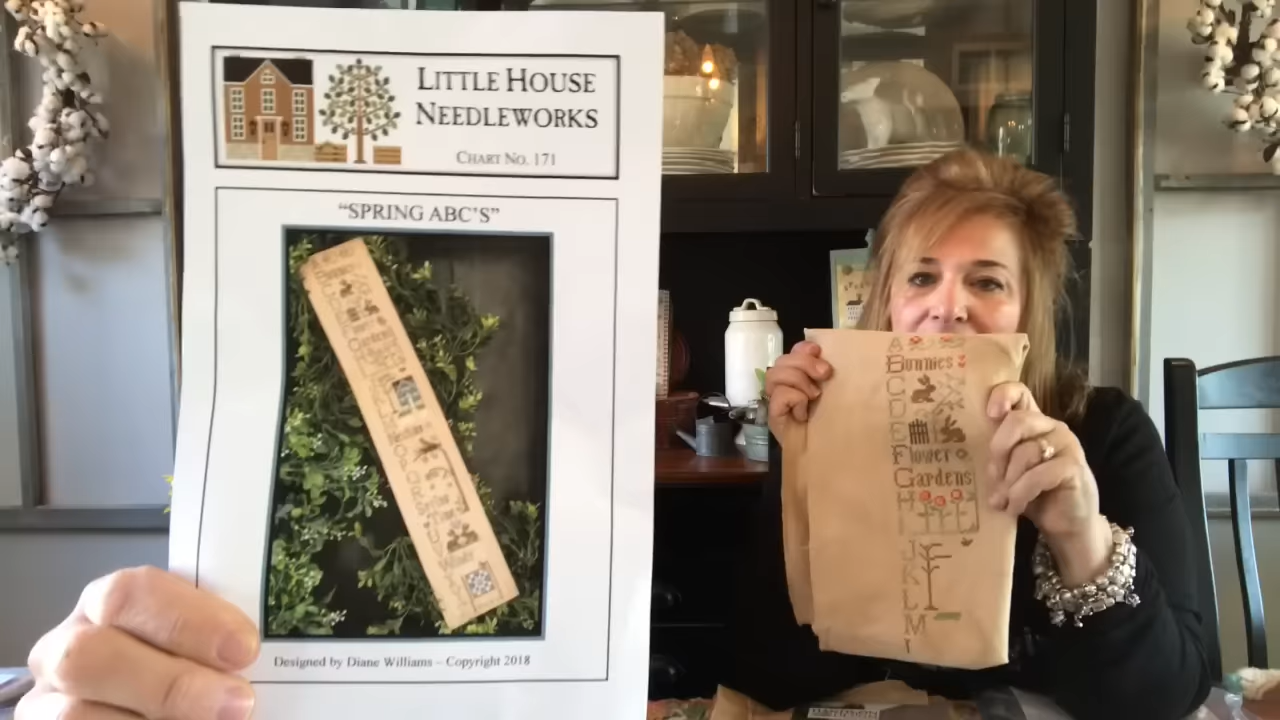 LITTLE HOUSE
NEEDLEWORKS
CHART NO. 171
"SPRING ABC'S"
Designed by Diane Williams – Copyright 2018
A
Bunnies
C
D
E
Flower
Gardens
H
I
J
K
L
M